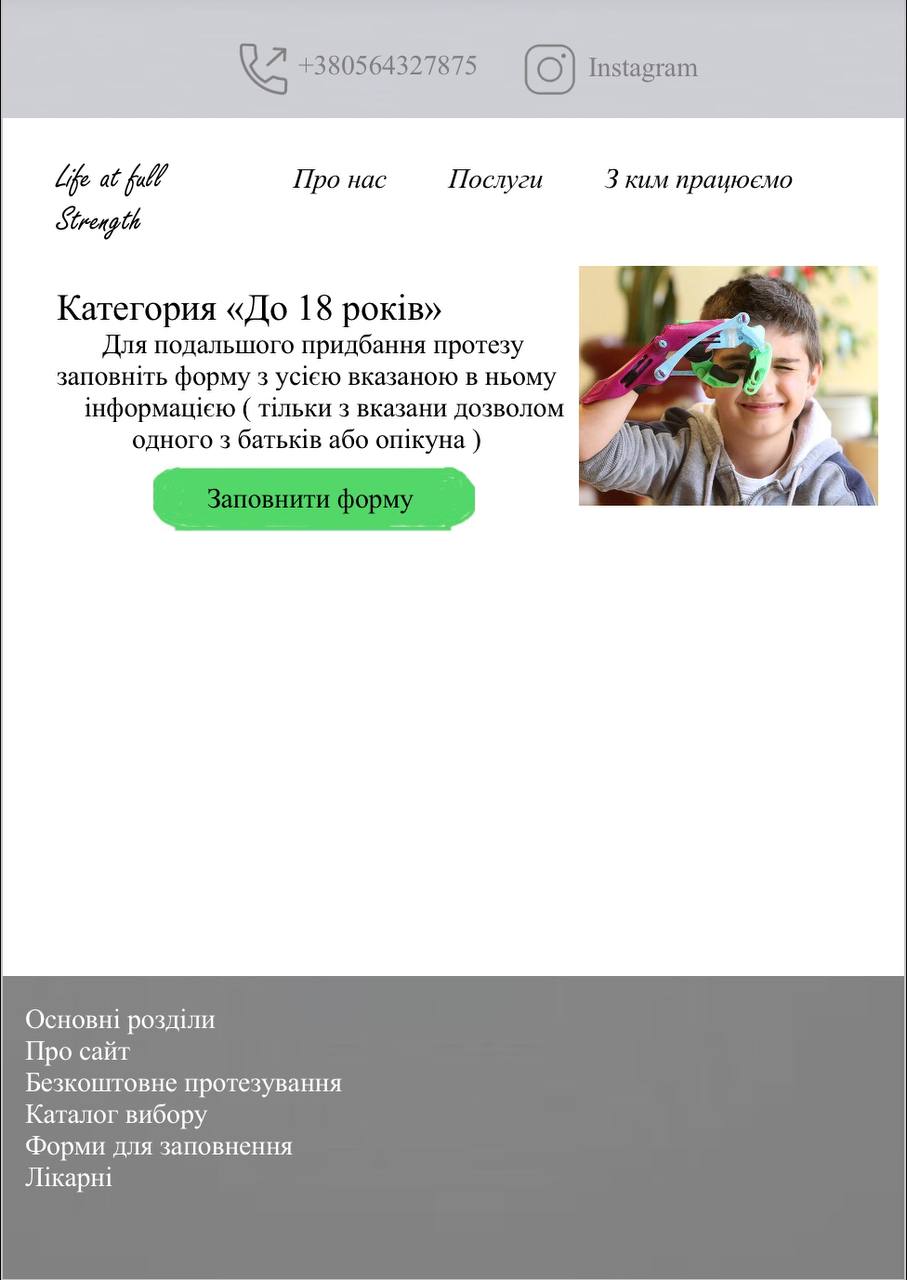 +380564327875 Instagram
Life at full
Strength
Про нас Послуги З ким працюємо
Категория «До 18 років»
Для подальшого придбання протезу
заповніть форму з усією вказаною в ньому
інформацією ( тільки з вказани дозволом
одного з батьків або опікуна )
Заповнити форму
Основні розділи
Про сайт
Безкоштовне протезування
Каталог вибору
Форми для заповнення
Лікарні